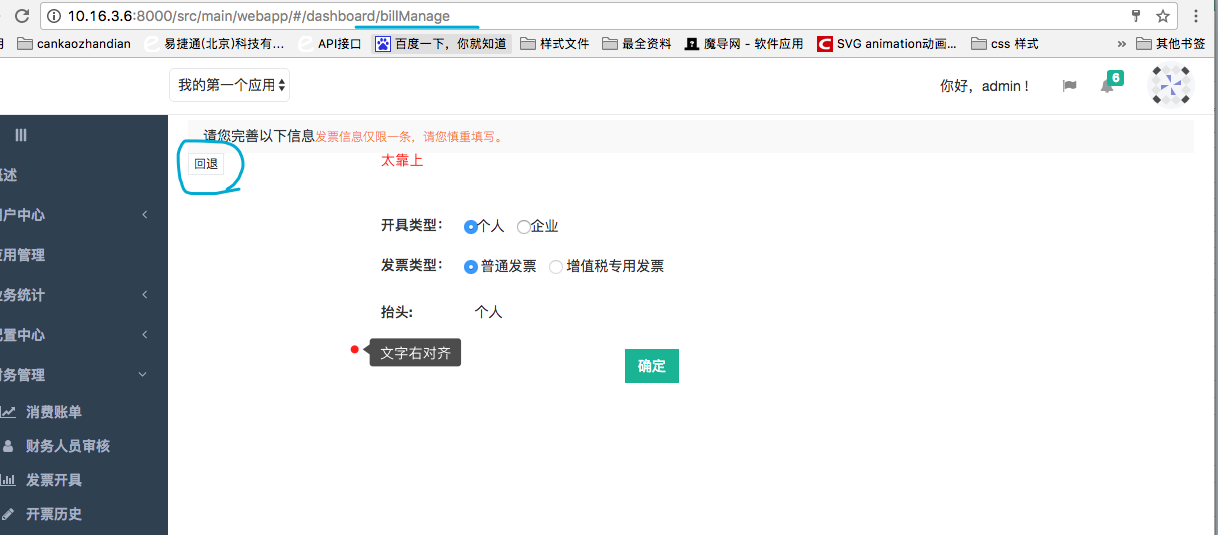 10.16.3.6:8000/src/main/webapp/#/dashboard/billManage
cankaozhandian 易捷通(北京)科技有... API接口 百度一下，你就知道 样式文件 最全资料 魔导网 - 软件应用 SVG animation动画... css 样式 » 其他书签
我的第一个应用 你好，admin！ 6
请您完善以下信息发票信息仅限一条，请您慎重填写。
回退 太靠上
述
户中心
应用管理
业务统计
配置中心
财务管理
消费账单
财务人员审核
发票开具
开票历史
开具类型： 个人 企业
发票类型： 普通发票 增值税专用发票
抬头: 个人
文字右对齐
确定